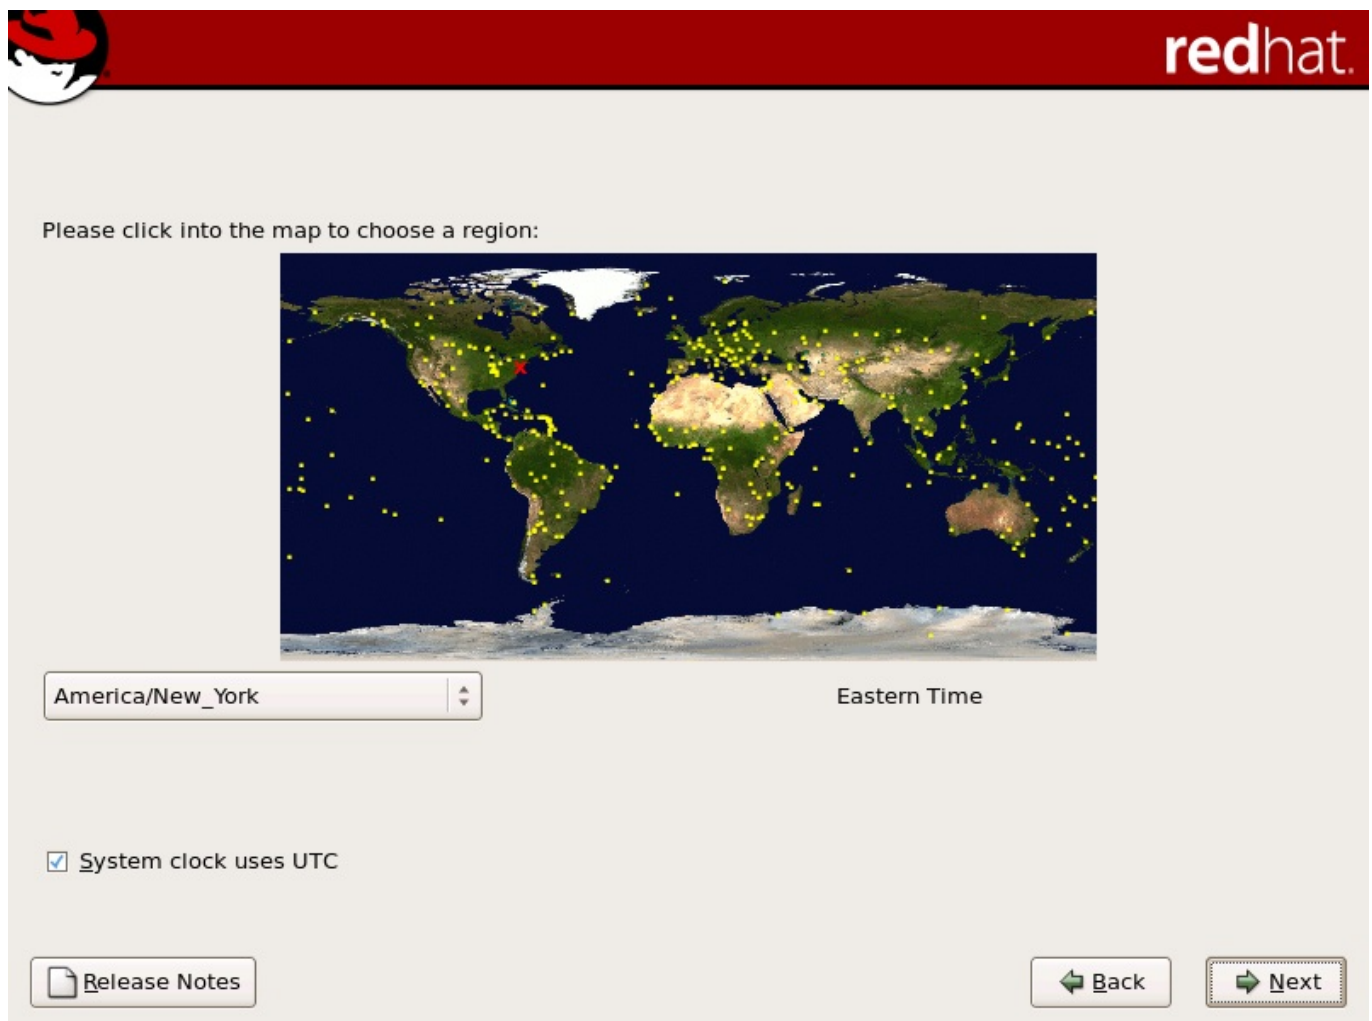 redhat.
Please click into the map to choose a region:
America/New_York
Eastern Time
System clock uses UTC
Release Notes
Back
Next